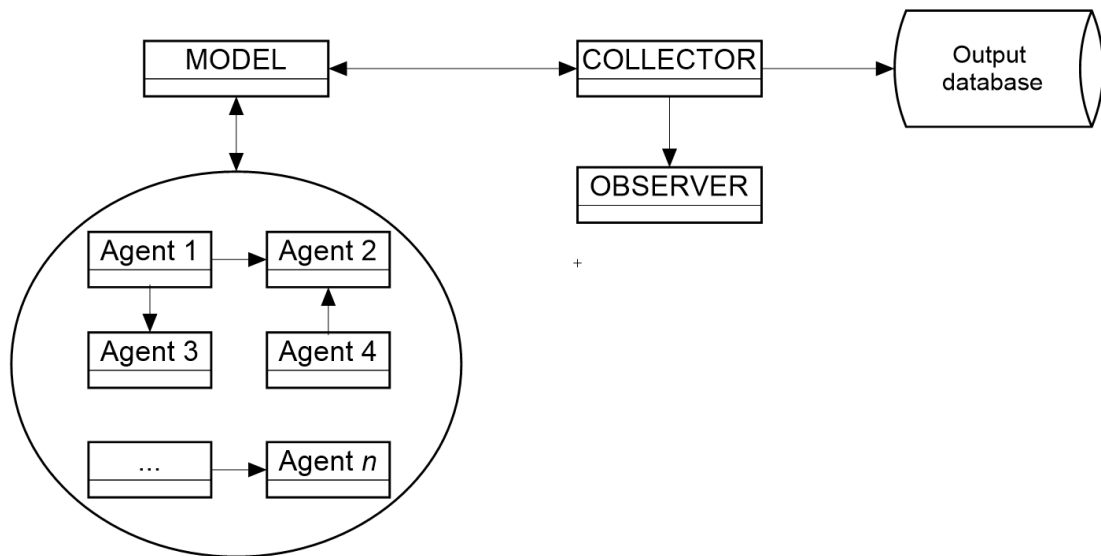 MODEL
COLLECTOR
Output
database
OBSERVER
Agent 1
Agent 2
Agent 3
Agent 4
...
Agent n